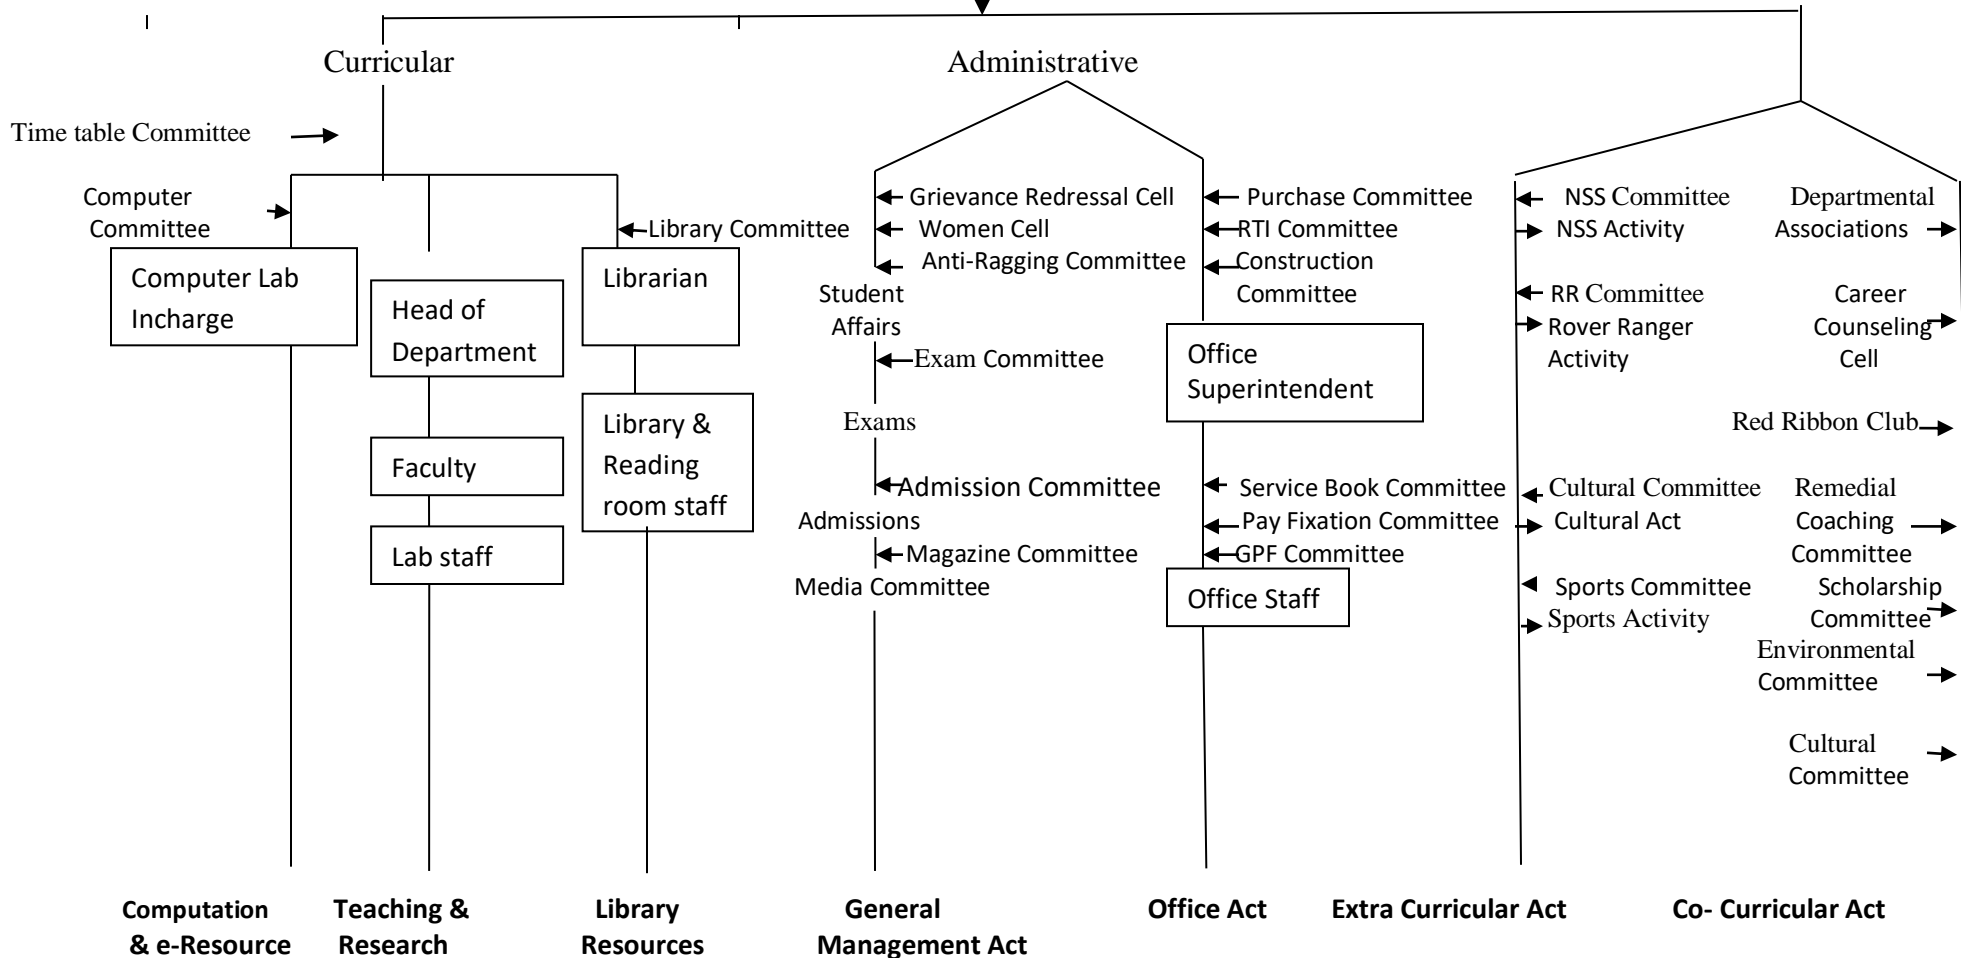 Curricular
Administrative
Time table Committee
Computer
Committee
Computer Lab
Incharge
Head of
Department
Faculty
Lab staff
Library Committee
Librarian
Library &
Reading
room staff
Grievance Redressal Cell
Women Cell
Anti-Ragging Committee
Student
Affairs
Exam Committee
Exams
Admission Committee
Admissions
Magazine Committee
Media Committee
Purchase Committee
RTI Committee
Construction
Committee
Office
Superintendent
Service Book Committee
Pay Fixation Committee
GPF Committee
Office Staff
NSS Committee
NSS Activity
RR Committee
Rover Ranger
Activity
Cultural Committee
Cultural Act
Sports Committee
Sports Activity
Departmental
Associations
Career
Counseling
Cell
Red Ribbon Club
Remedial
Coaching
Committee
Scholarship
Committee
Environmental
Committee
Cultural
Committee
Computation
& e-Resource
Teaching &
Research
Library
Resources
General
Management Act
Office Act
Extra Curricular Act
Co- Curricular Act